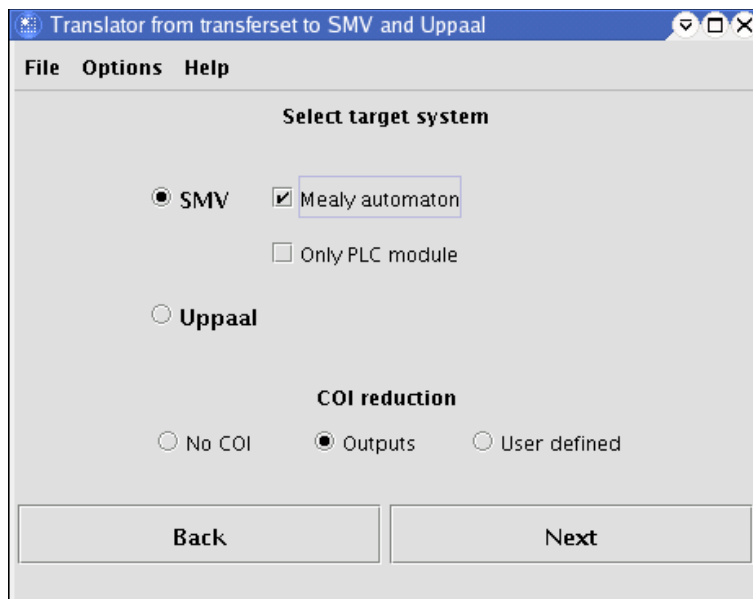 Translator from transferset to SMV and Uppaal
File Options Help
Select target system
SMV Mealy automaton
Only PLC module
Uppaal
COI reduction
No COI Outputs User defined
Back Next